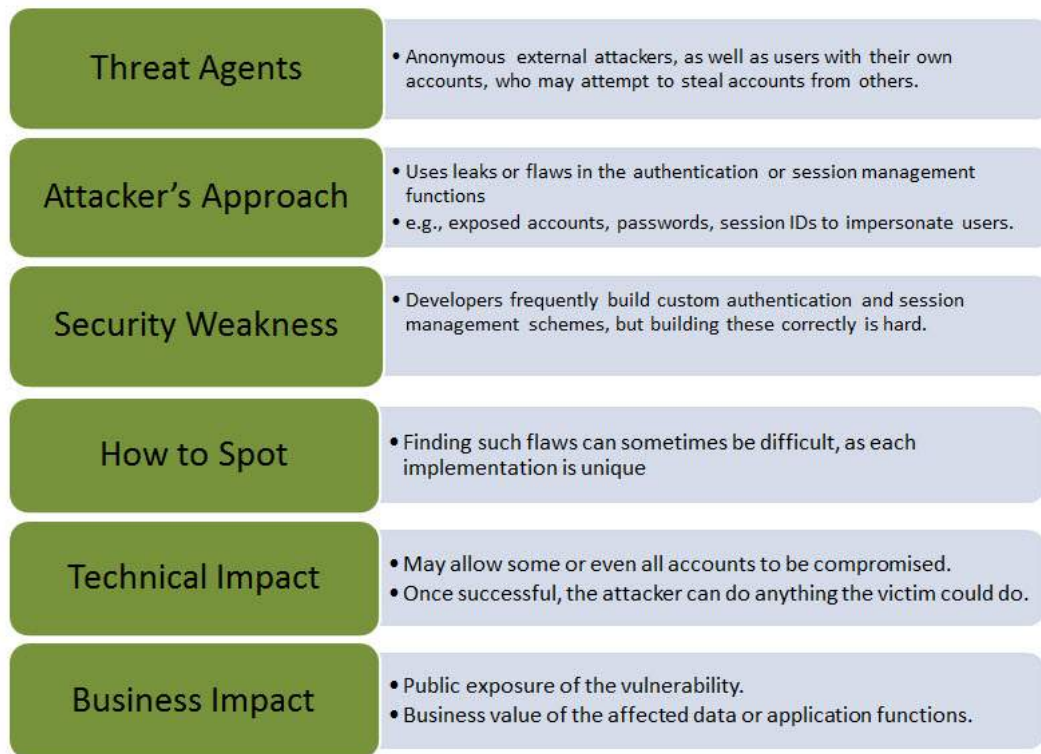 Threat Agents
• Anonymous external attackers, as well as users with their own
accounts, who may attempt to steal accounts from others.
Attacker's Approach
• Uses leaks or flaws in the authentication or session management
functions
• e.g., exposed accounts, passwords, session IDs to impersonate users.
Security Weakness
• Developers frequently build custom authentication and session
management schemes, but building these correctly is hard.
How to Spot
• Finding such flaws can sometimes be difficult, as each
implementation is unique
Technical Impact
• May allow some or even all accounts to be compromised.
• Once successful, the attacker can do anything the victim could do.
Business Impact
• Public exposure of the vulnerability.
• Business value of the affected data or application functions.